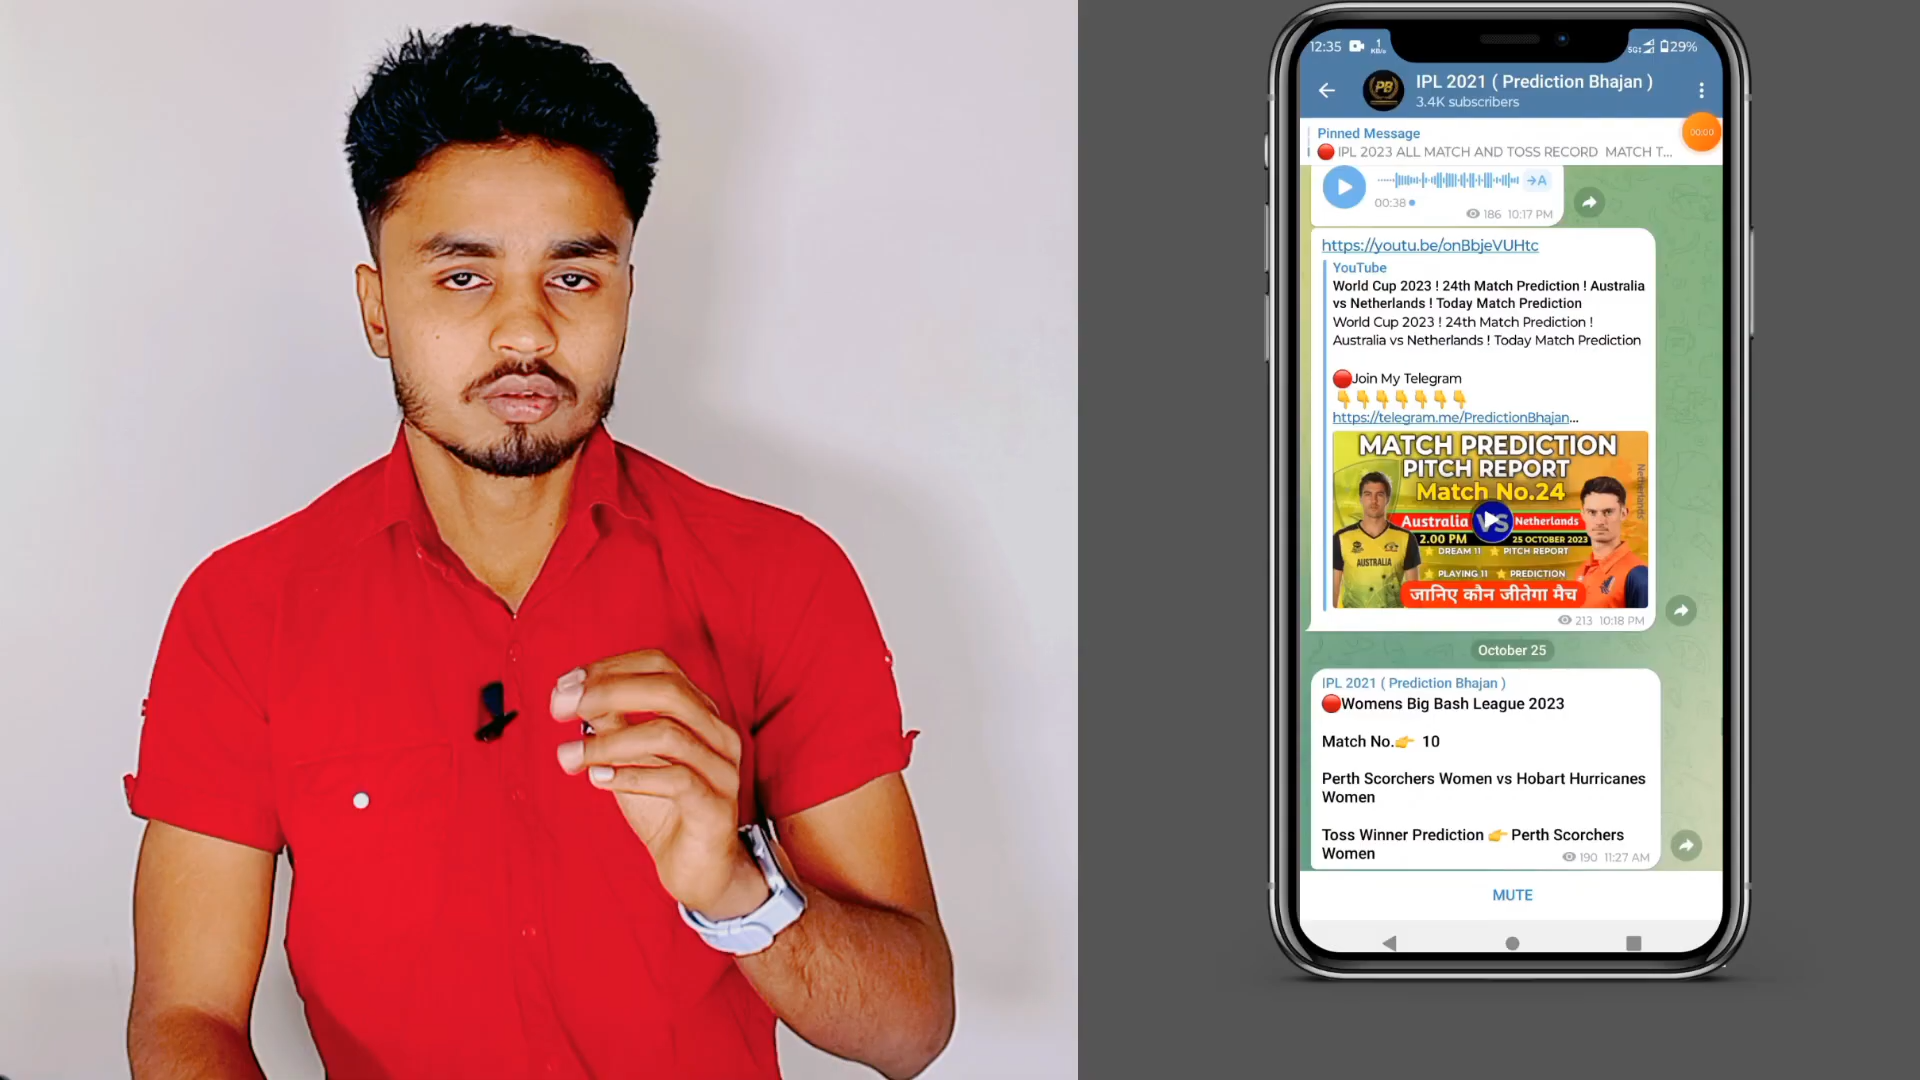 12:35
1
KB/s
5G
29%
PB
IPL 2021 ( Prediction Bhajan )
3.4K subscribers
Pinned Message
🔴 IPL 2023 ALL MATCH AND TOSS RECORD MATCH T...
00:00
→A
00:38
186 10:17 PM
https://youtu.be/onBbjeVUHtc
YouTube
World Cup 2023 ! 24th Match Prediction ! Australia
vs Netherlands ! Today Match Prediction
World Cup 2023 ! 24th Match Prediction !
Australia vs Netherlands ! Today Match Prediction
🔴Join My Telegram
👇👇👇👇👇👇👇
https://telegram.me/PredictionBhajan...
MATCH PREDICTION
PITCH REPORT
Match No.24
Netherlands
Australia VS Netherlands
2.00 PM 25 OCTOBER 2023
⭐ DREAM 11 ⭐ PITCH REPORT
AUSTRALIA
⭐ PLAYING 11 ⭐ PREDICTION
जानिए कौन जीतेगा मैच
213 10:18 PM
October 25
IPL 2021 ( Prediction Bhajan )
🔴Womens Big Bash League 2023
Match No.👉 10
Perth Scorchers Women vs Hobart Hurricanes
Women
Toss Winner Prediction 👉 Perth Scorchers
Women
190 11:27 AM
MUTE